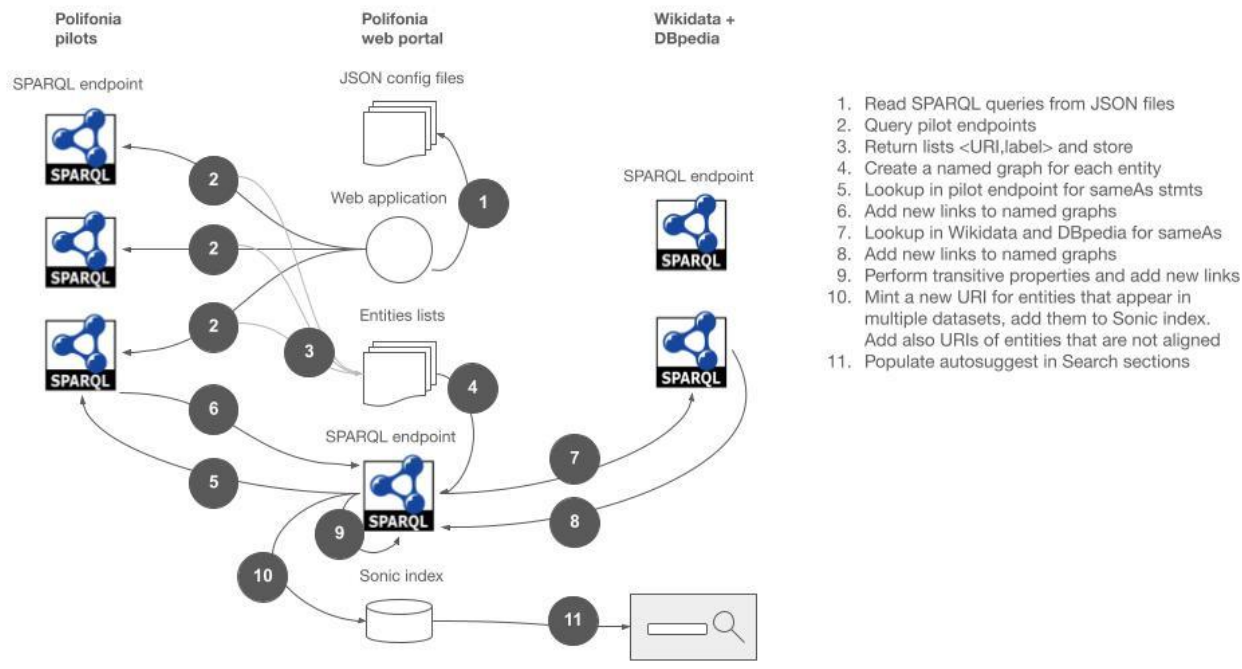 Polifonia
pilots
Polifonia
web portal
Wikidata +
DBpedia
SPARQL endpoint
SPARQL
SPARQL
SPARQL
JSON config files
Web application
Entities lists
SPARQL endpoint
SPARQL
Sonic index
SPARQL endpoint
SPARQL
SPARQL
1
2
2
2
3
4
6
5
7
8
9
10
11
1. Read SPARQL queries from JSON files
2. Query pilot endpoints
3. Return lists <URI,label> and store
4. Create a named graph for each entity
5. Lookup in pilot endpoint for sameAs stmts
6. Add new links to named graphs
7. Lookup in Wikidata and DBpedia for sameAs
8. Add new links to named graphs
9. Perform transitive properties and add new links
10. Mint a new URI for entities that appear in
multiple datasets, add them to Sonic index.
Add also URIs of entities that are not aligned
11. Populate autosuggest in Search sections